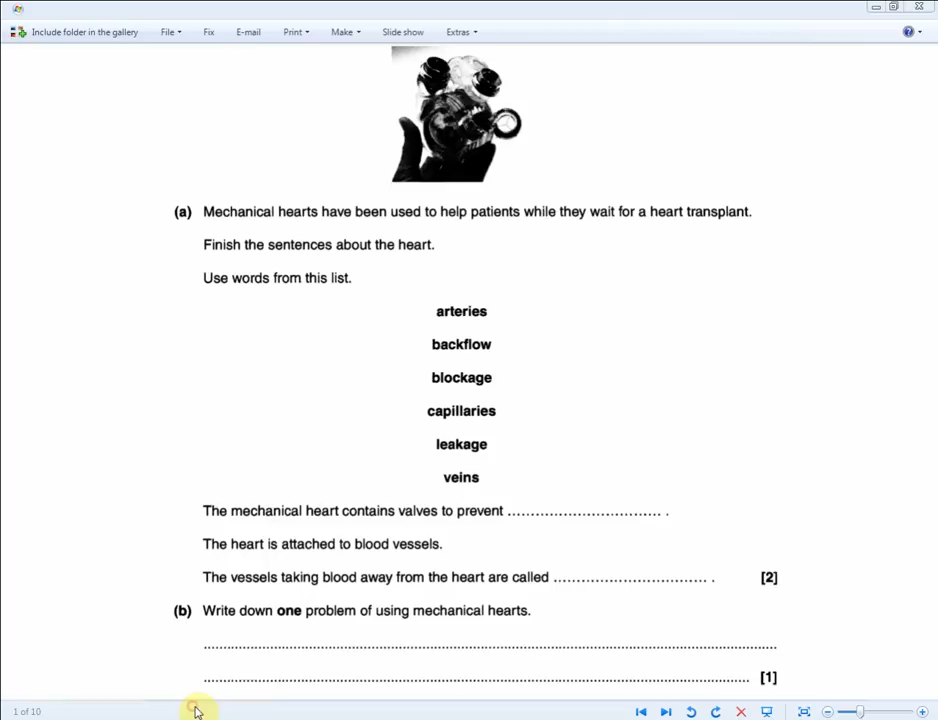 Include folder in the gallery File Fix E-mail Print Make Slide show Extras
(a) Mechanical hearts have been used to help patients while they wait for a heart transplant.
Finish the sentences about the heart.
Use words from this list.
arteries
backflow
blockage
capillaries
leakage
veins
The mechanical heart contains valves to prevent .................................. .
The heart is attached to blood vessels.
The vessels taking blood away from the heart are called .................................. . [2]
(b) Write down one problem of using mechanical hearts.
..........................................................................................................................
.................................................................................................................... [1]
1 of 10